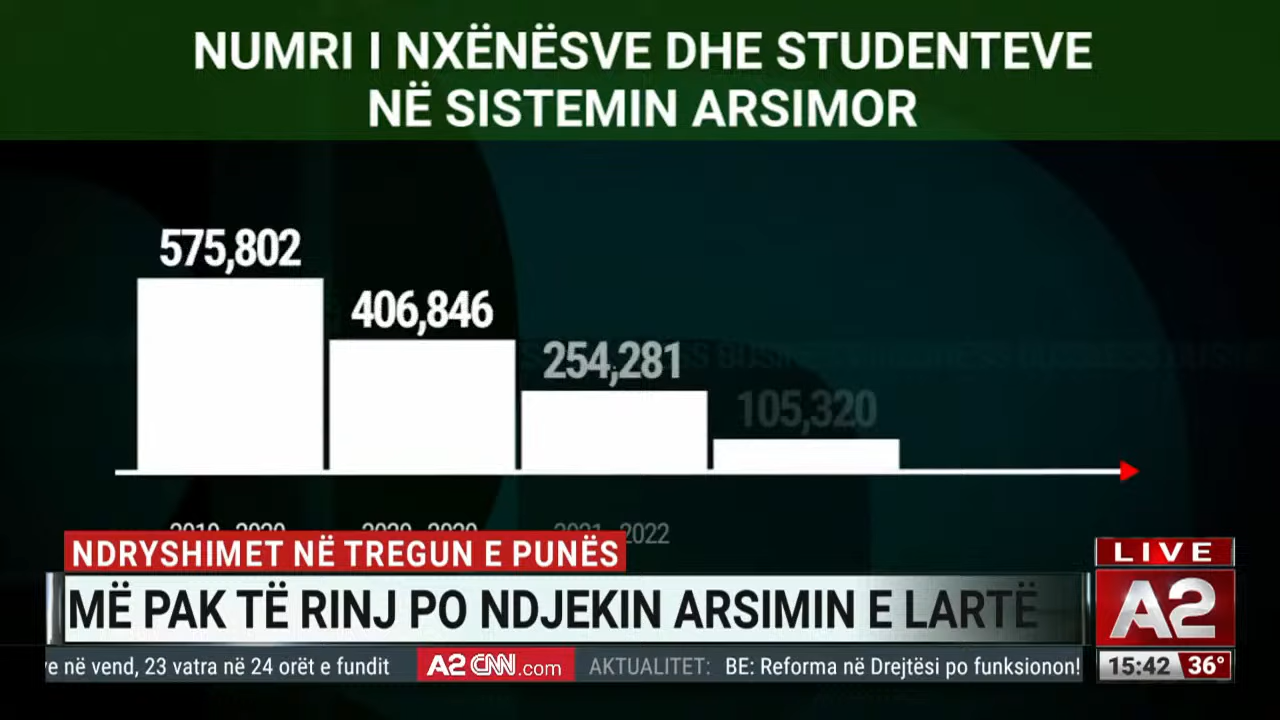 NUMRI I NXËNËSVE DHE STUDENTEVE
NË SISTEMIN ARSIMOR
575,802
406,846
254,281
105,320
2022
NDRYSHIMET NË TREGUN E PUNËS
MË PAK TË RINJ PO NDJEKIN ARSIMIN E LARTË
LIVE
A2
e në vend, 23 vatra në 24 orët e fundit
A2 CNN.com
AKTUALITET: BE: Reforma në Drejtësi po funksionon!
15:42 36°